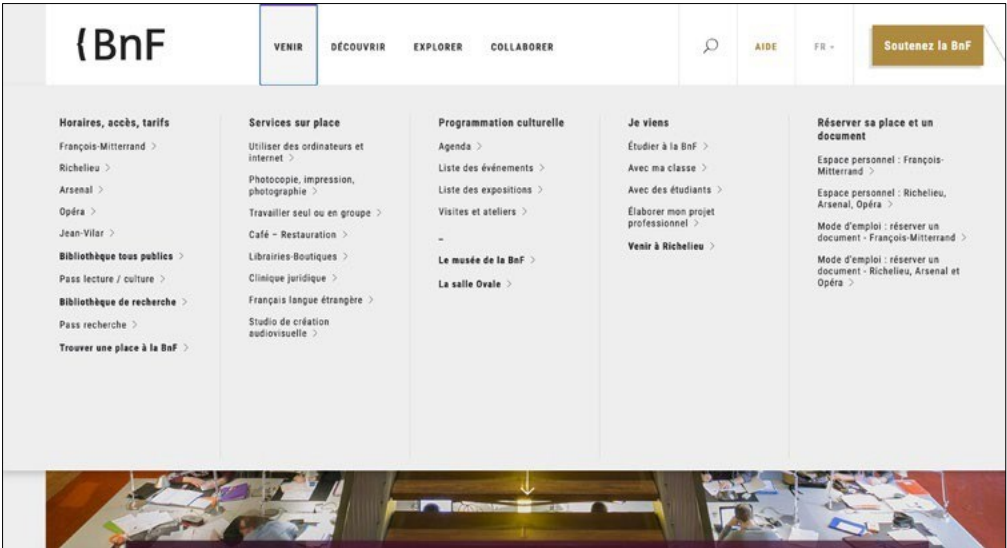 {BnF
VENIR
DÉCOUVRIR
EXPLORER
COLLABORER
AIDE
FR
Soutenez la BnF
Horaires, accès, tarifs
François-Mitterrand >
Richelieu >
Arsenal >
Opéra >
Jean-Vilar >
Bibliothèque tous publics >
Pass lecture / culture >
Bibliothèque de recherche >
Pass recherche >
Trouver une place à la BnF >
Services sur place
Utiliser des ordinateurs et
internet >
Photocopie, impression,
photographie >
Travailler seul ou en groupe >
Café – Restauration >
Librairies-Boutiques >
Clinique juridique >
Français langue étrangère >
Studio de création
audiovisuelle >
Programmation culturelle
Agenda >
Liste des événements >
Liste des expositions >
Visites et ateliers >
–
Le musée de la BnF >
La salle Ovale >
Je viens
Étudier à la BnF >
Avec ma classe >
Avec des étudiants >
Élaborer mon projet
professionnel >
Venir à Richelieu >
Réserver sa place et un
document
Espace personnel : François-
Mitterrand >
Espace personnel : Richelieu,
Arsenal, Opéra >
Mode d'emploi : réserver un
document - François-Mitterrand >
Mode d'emploi : réserver un
document - Richelieu, Arsenal et
Opéra >